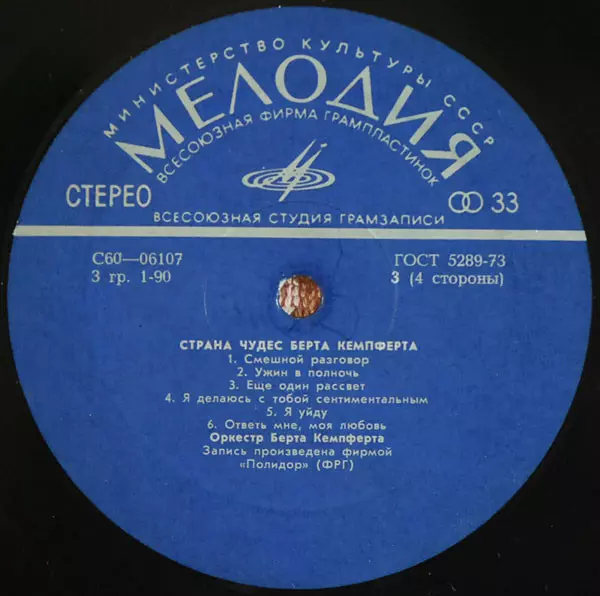 МИНИСТЕРСТВО КУЛЬТУРЫ СССР
МЕЛОДИЯ
ВСЕСОЮЗНАЯ ФИРМА ГРАМПЛАСТИНОК
СТЕРЕО
33
ВСЕСОЮЗНАЯ СТУДИЯ ГРАМЗАПИСИ
С60—06107
ГОСТ 5289-73
3 гр. 1-90
3 (4 стороны)
СТРАНА ЧУДЕС БЕРТА КЕМПФЕРТА
1. Смешной разговор
2. Ужин в полночь
3. Еще один рассвет
4. Я делаюсь с тобой сентиментальным
5. Я уйду
6. Ответь мне, моя любовь
Оркестр Берта Кемпферта
Запись произведена фирмой
«Полидор» (ФРГ)